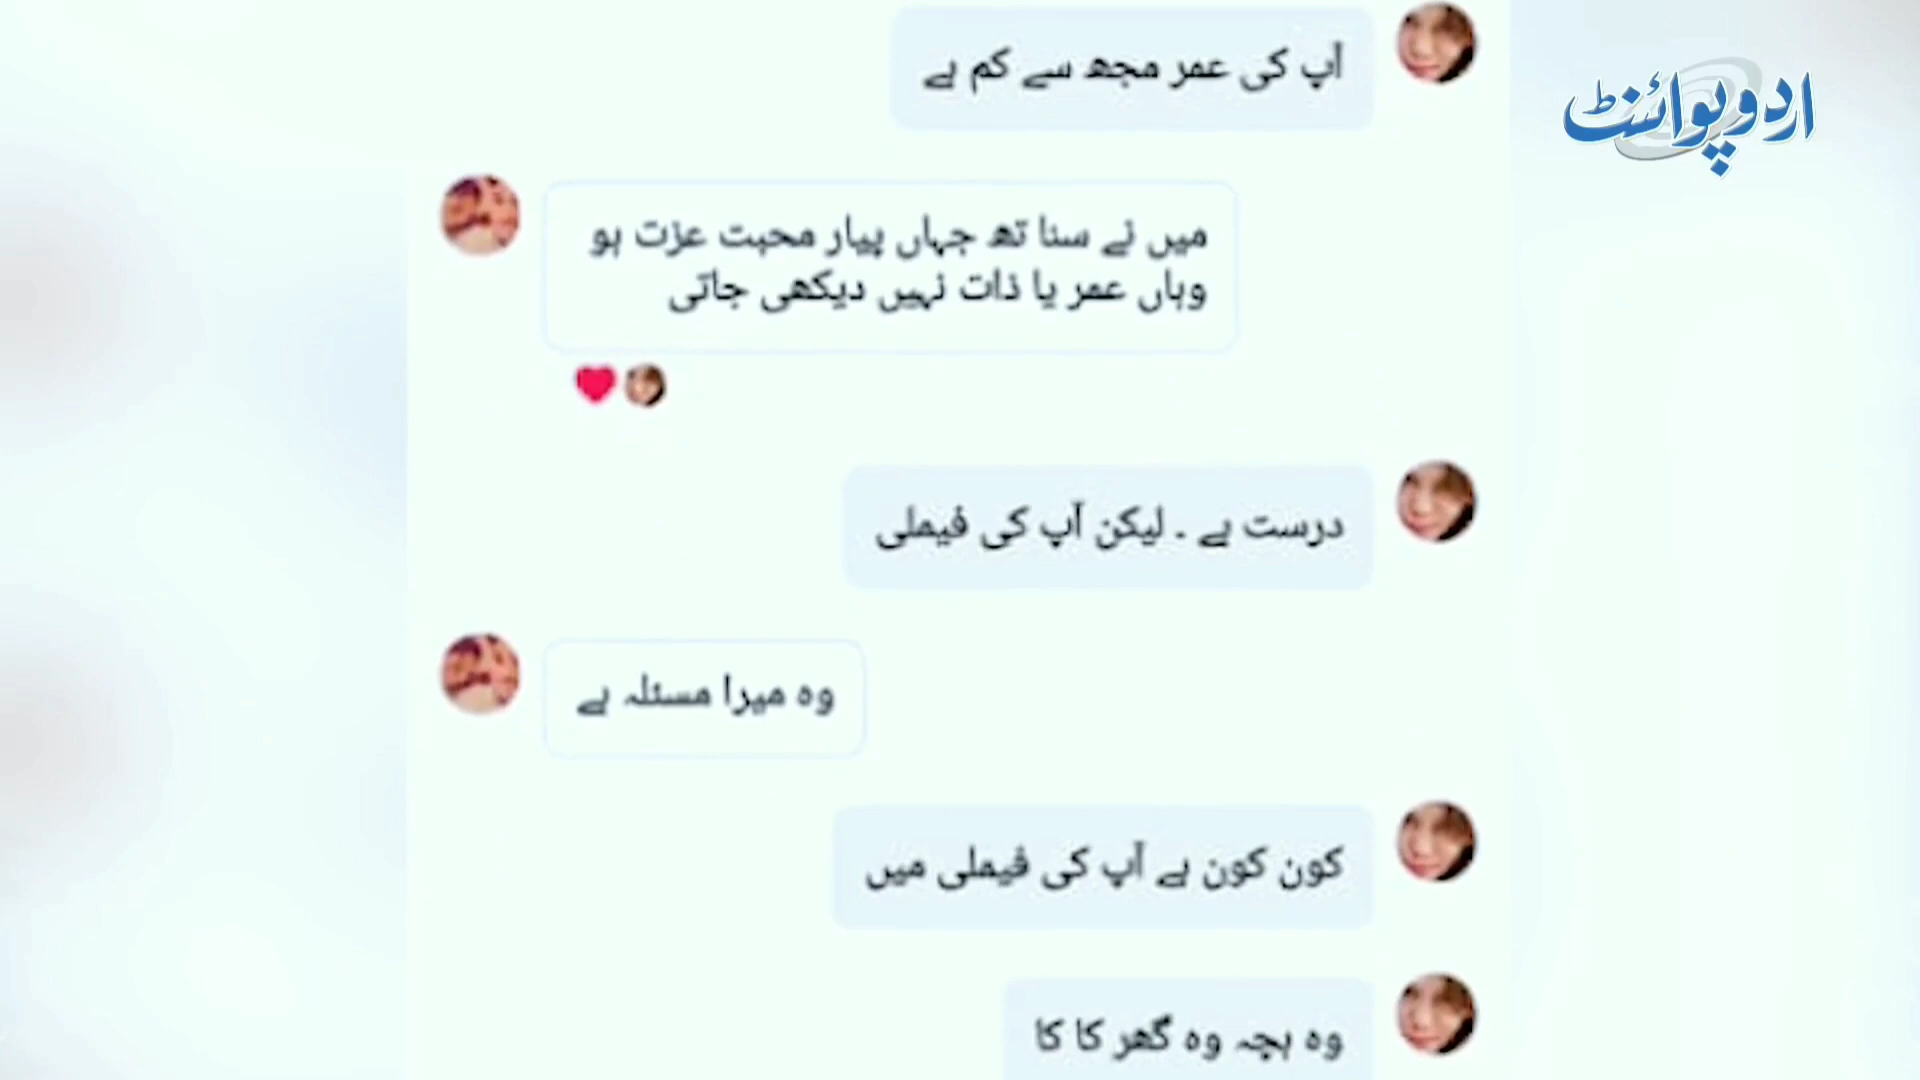 آپ کی عمر مجھ سے کم ہے
اردو پوائنٹ
میں نے سنا تھ جہاں پیار محبت عزت ہو
وہاں عمر یا ذات نہیں دیکھی جاتی
درست ہے ۔ لیکن آپ کی فیملی
وہ میرا مسئلہ ہے
کون کون ہے آپ کی فیملی میں
وہ بچہ وہ گھر کا کا